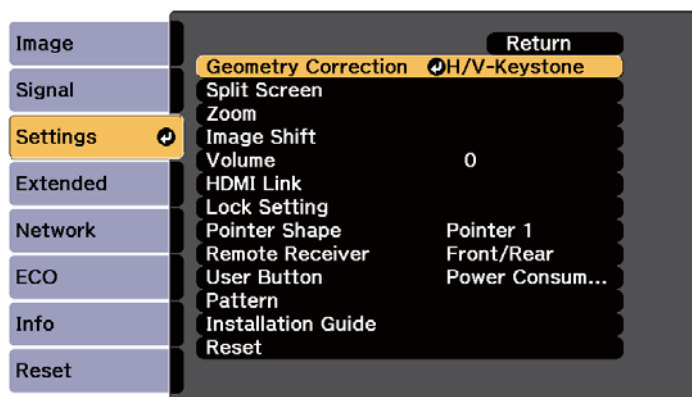 Image
Signal
Settings
Extended
Network
ECO
Info
Reset
Return
Geometry Correction H/V-Keystone
Split Screen
Zoom
Image Shift
Volume 0
HDMI Link
Lock Setting
Pointer Shape Pointer 1
Remote Receiver Front/Rear
User Button Power Consum...
Pattern
Installation Guide
Reset